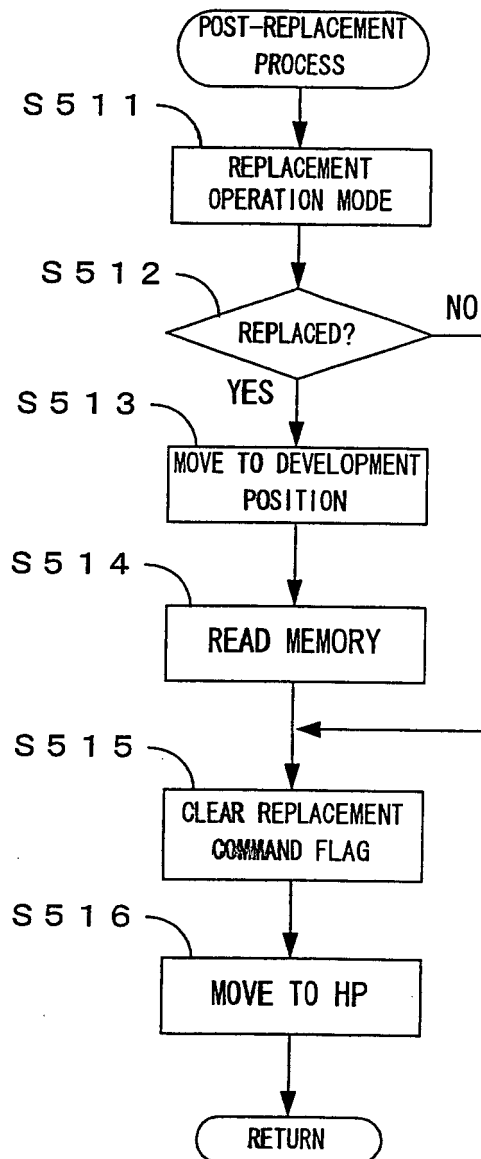 POST-REPLACEMENT
PROCESS
S511
REPLACEMENT
OPERATION MODE
S512
REPLACED?
NO
YES
S513
MOVE TO DEVELOPMENT
POSITION
S514
READ MEMORY
S515
CLEAR REPLACEMENT
COMMAND FLAG
S516
MOVE TO HP
RETURN